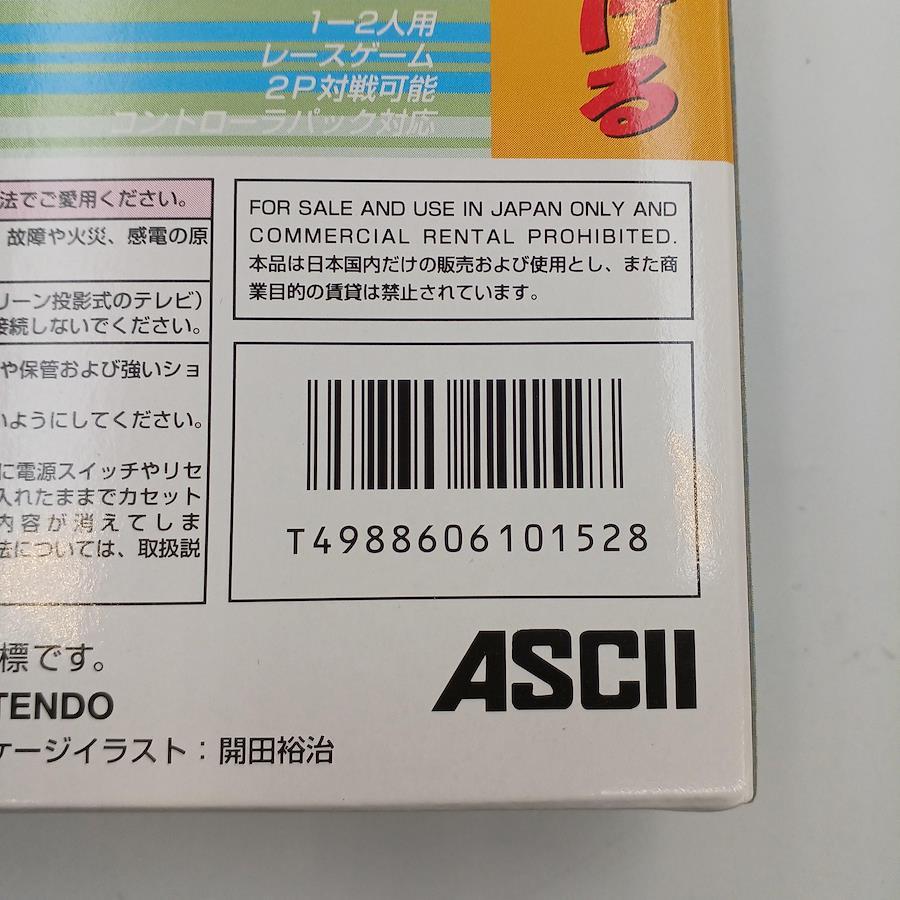 ける
1ー2人用
レースゲーム
2P対戦可能
コントローラパック対応
法でご愛用ください。
故障や火災、感電の原
リーン投影式のテレビ）
接続しないでください。
や保管および強いショ
いようにしてください。
に電源スイッチやリセ
入れたままでカセット
内容が消えてしま
法については、取扱説
FOR SALE AND USE IN JAPAN ONLY AND
COMMERCIAL RENTAL PROHIBITED.
本品は日本国内だけの販売および使用とし、また商
業目的の賃貸は禁止されています。
T4988606101528
標です。
TENDO
ケージイラスト：開田裕治
ASCII